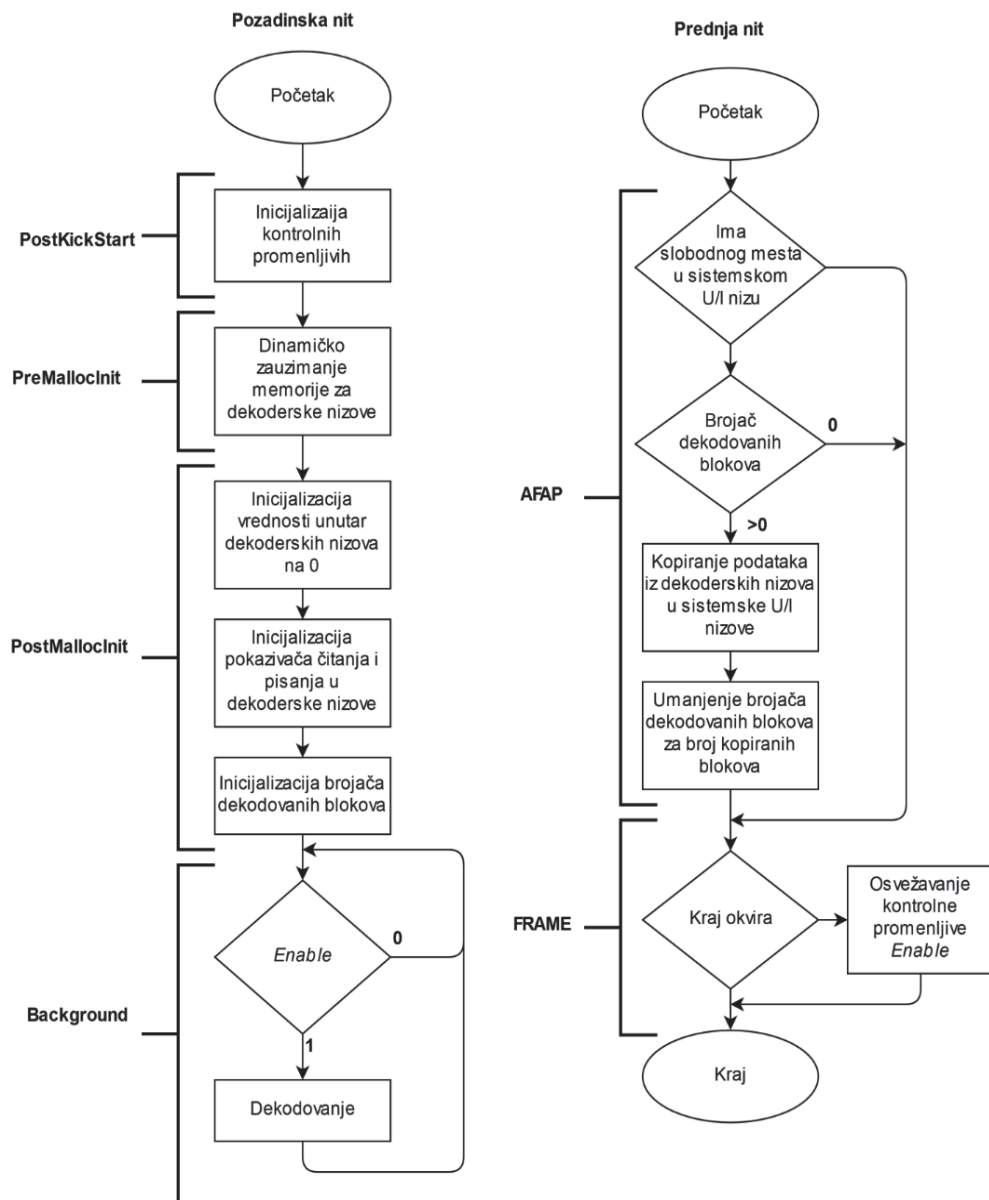 Pozadinska nit
Početak
PostKickStart
Inicijalizaija
kontrolnih
promenljivih
PreMallocInit
Dinamičko
zauzimanje
memorije za
dekoderske nizove
PostMallocInit
Inicijalizacija
vrednosti unutar
dekoderskih nizova
na 0
Inicijalizacija
pokazivača čitanja i
pisanja u
dekoderske nizove
Inicijalizacija brojača
dekodovanih blokova
Background
Enable
0
1
Dekodovanje
Prednja nit
Početak
AFAP
Ima
slobodnog mesta
u sistemskom
U/I nizu
Brojač
dekodovanih
blokova
0
>0
Kopiranje podataka
iz dekoderskih nizova
u sistemske U/I
nizove
Umanjenje brojača
dekodovanih blokova
za broj kopiranih
blokova
FRAME
Kraj okvira
Osvežavanje
kontrolne
promenljive
Enable
Kraj